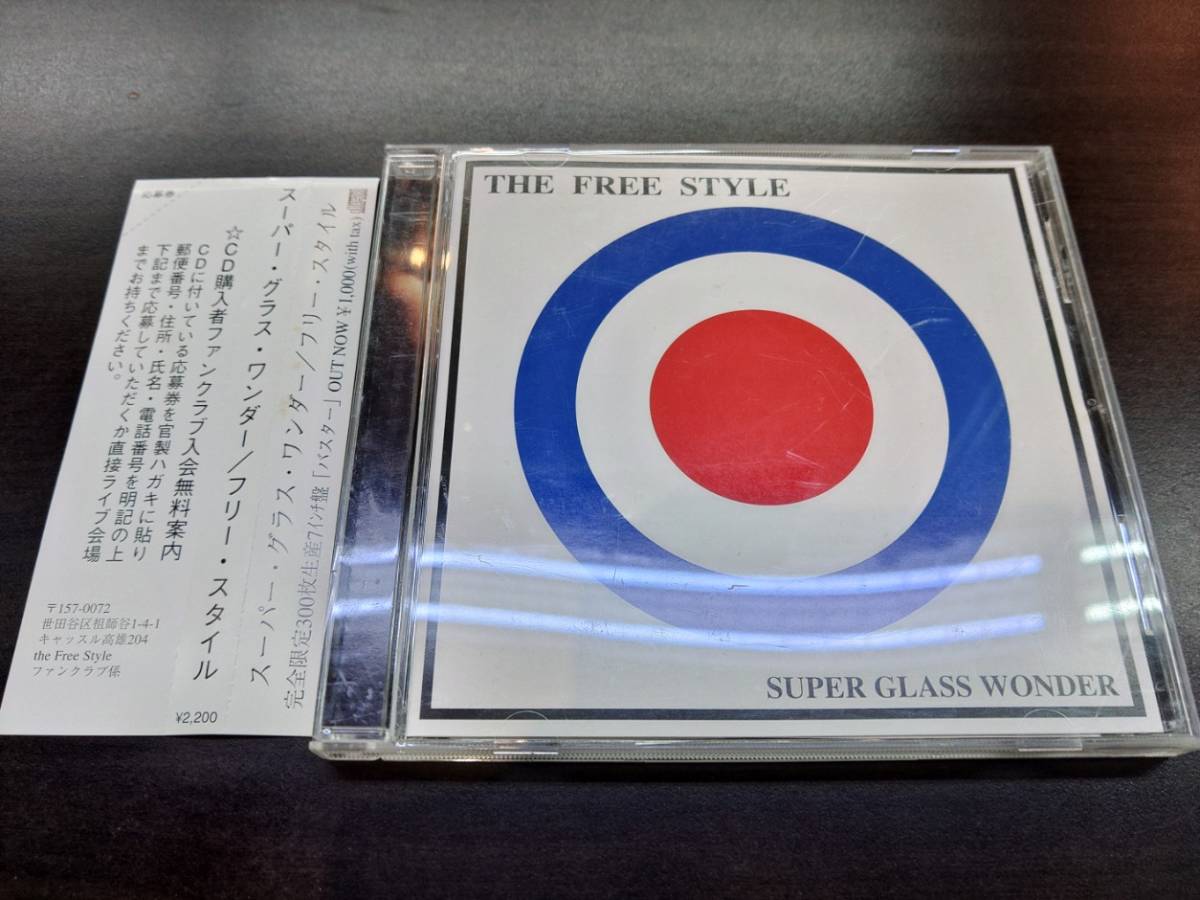 応募券
☆CD購入者ファンクラブ入会無料案内
CDに付いている応募券を官製ハガキに貼り
郵便番号・住所・氏名・電話番号を明記の上
下記まで応募していただくか直接ライブ会場
までお持ちください。
〒157-0072
世田谷区祖師谷1-4-1
キャッスル高雄204
the Free Style
ファンクラブ係
スーパー・グラス・ワンダー/フリー・スタイル
¥2,200
スーパー・グラス・ワンダー/フリー・スタイル
完全限定300枚生産7インチ盤「バスター」OUT NOW ¥1,000(with tax)
THE FREE STYLE
SUPER GLASS WONDER